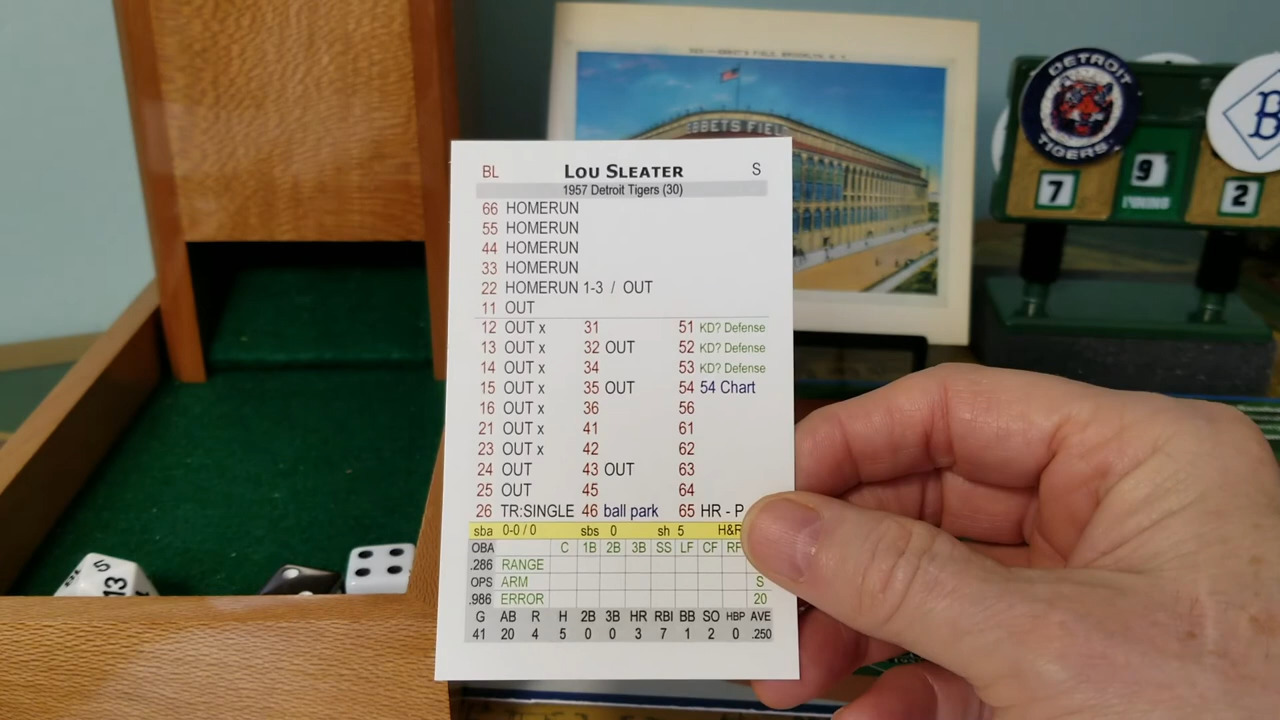 EBBETS FIELD, BROOKLYN, N. Y.
EBBETS FIEL
DETROIT
TIGERS
B
7
9
2
BL LOU SLEATER S
1957 Detroit Tigers (30)
66 HOMERUN
55 HOMERUN
44 HOMERUN
33 HOMERUN
22 HOMERUN 1-3 / OUT
11 OUT
12 OUT x 31 51 KD? Defense
13 OUT x 32 OUT 52 KD? Defense
14 OUT x 34 53 KD? Defense
15 OUT x 35 OUT 54 54 Chart
16 OUT x 36 56
21 OUT x 41 61
23 OUT x 42 62
24 OUT 43 OUT 63
25 OUT 45 64
26 TR:SINGLE 46 ball park 65 HR - P
sba 0-0 / 0 sbs 0 sh 5 H&R
OBA C 1B 2B 3B SS LF CF RF
.286 RANGE
OPS ARM S
.986 ERROR 20
G AB R H 2B 3B HR RBI BB SO HBP AVE
41 20 4 5 0 0 3 7 1 2 0 .250
5
13